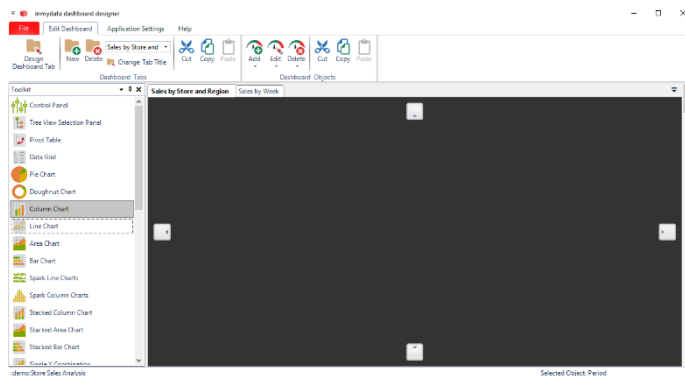 inmydata dashboard designer
File Edit Dashboard Application Settings Help
Design Dashboard Tab
New Delete
Sales by Store and
Change Tab Title
Cut Copy Paste
Add Edit Delete
Cut Copy Paste
Dashboard Tabs Dashboard Objects
Toolkit
Sales by Store and Region Sales by Week
Control Panel
Tree View Selection Panel
Pivot Table
Data Grid
Pie Chart
Doughnut Chart
Column Chart
Line Chart
Area Chart
Bar Chart
Spark Line Charts
Spark Column Charts
Stacked Column Chart
Stacked Area Chart
Stacked Bar Chart
Single Y Combination
:demo:Store Sales Analysis Selected Object: Period